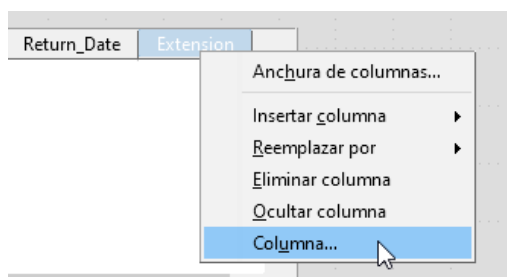 Return_Date Extension
Anchura de columnas...
Insertar columna
Reemplazar por
Eliminar columna
Ocultar columna
Columna...